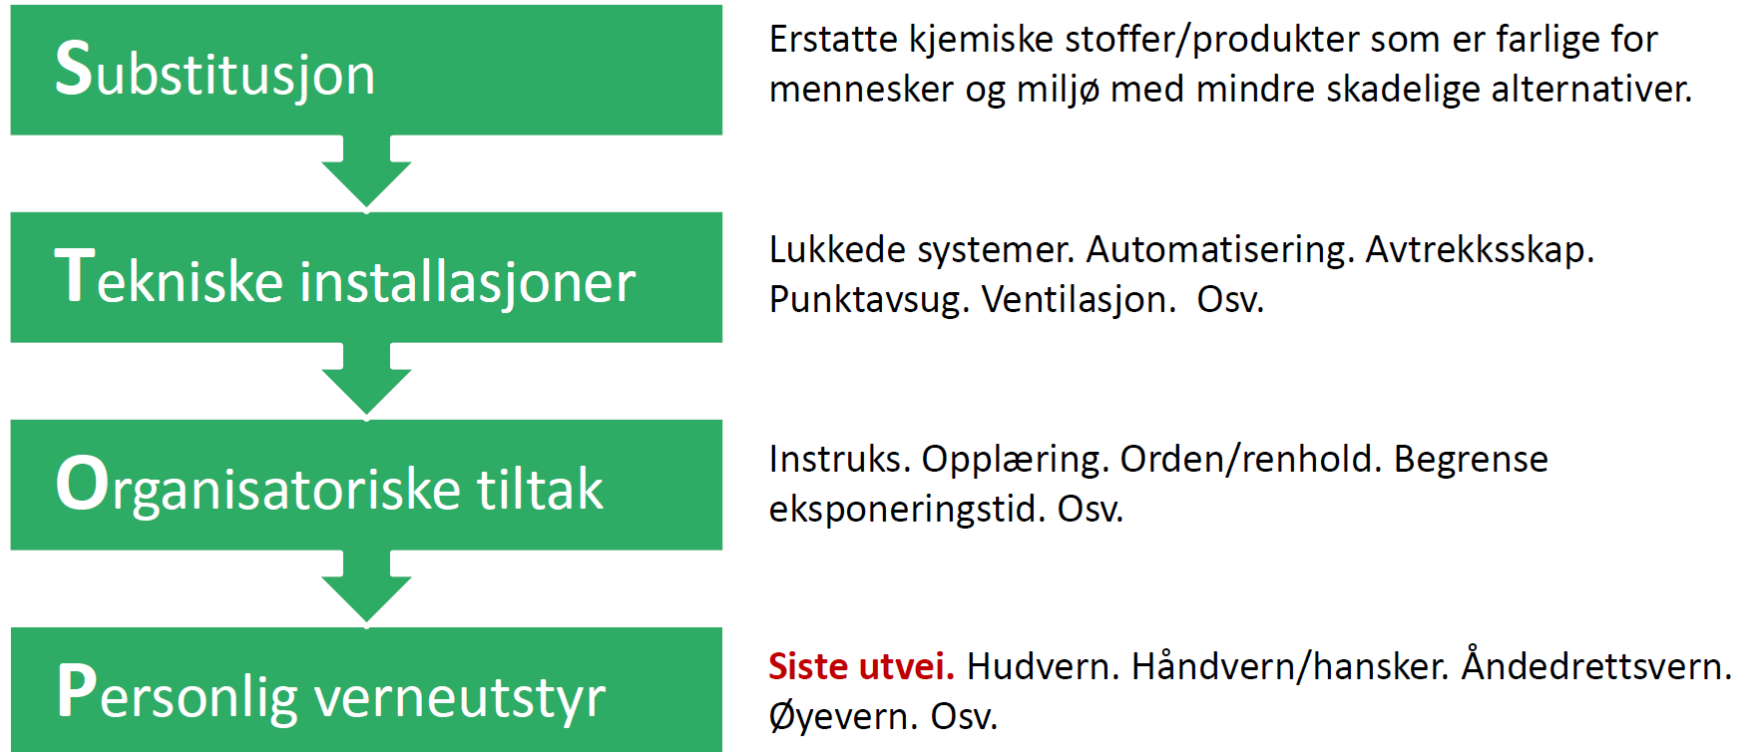 Substitusjon
Erstatte kjemiske stoffer/produkter som er farlige for
mennesker og miljø med mindre skadelige alternativer.
Tekniske installasjoner
Lukkede systemer. Automatisering. Avtrekksskap.
Punktavsug. Ventilasjon.  Osv.
Organisatoriske tiltak
Instruks. Opplæring. Orden/renhold. Begrense
eksponeringstid. Osv.
Personlig verneutstyr
Siste utvei. Hudvern. Håndvern/hansker. Åndedrettsvern.
Øyevern. Osv.